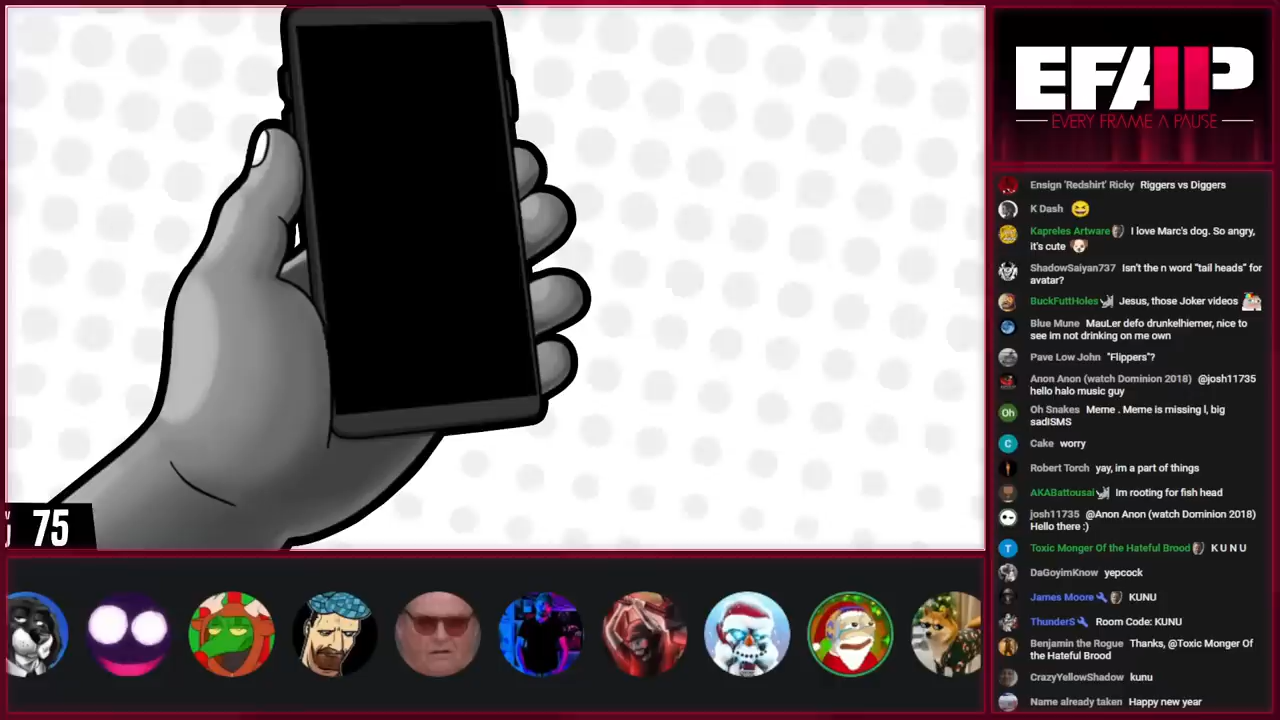 EFAP
EVERY FRAME A PAUSE
Ensign 'Redshirt' Ricky Riggers vs Diggers
K Dash
Kapreles Artware I love Marc's dog. So angry,
it's cute
ShadowSaiyan737 Isn't the n word "tail heads" for
avatar?
BuckFuttHoles Jesus, those Joker videos
Blue Mune MauLer defo drunkelhiemer, nice to
see im not drinking on me own
Pave Low John "Flippers"?
Anon Anon (watch Dominion 2018) @josh11735
hello halo music guy
Oh
Oh Snakes Meme . Meme is missing l, big
sadISMS
C
Cake worry
Robert Torch yay, im a part of things
AKABattousai Im rooting for fish head
josh11735 @Anon Anon (watch Dominion 2018)
Hello there :)
T
Toxic Monger Of the Hateful Brood K U N U
DaGoyimKnow yepcock
James Moore KUNU
ThunderS Room Code: KUNU
Benjamin the Rogue Thanks, @Toxic Monger Of
the Hateful Brood
CrazyYellowShadow kunu
Name already taken Happy new year
75